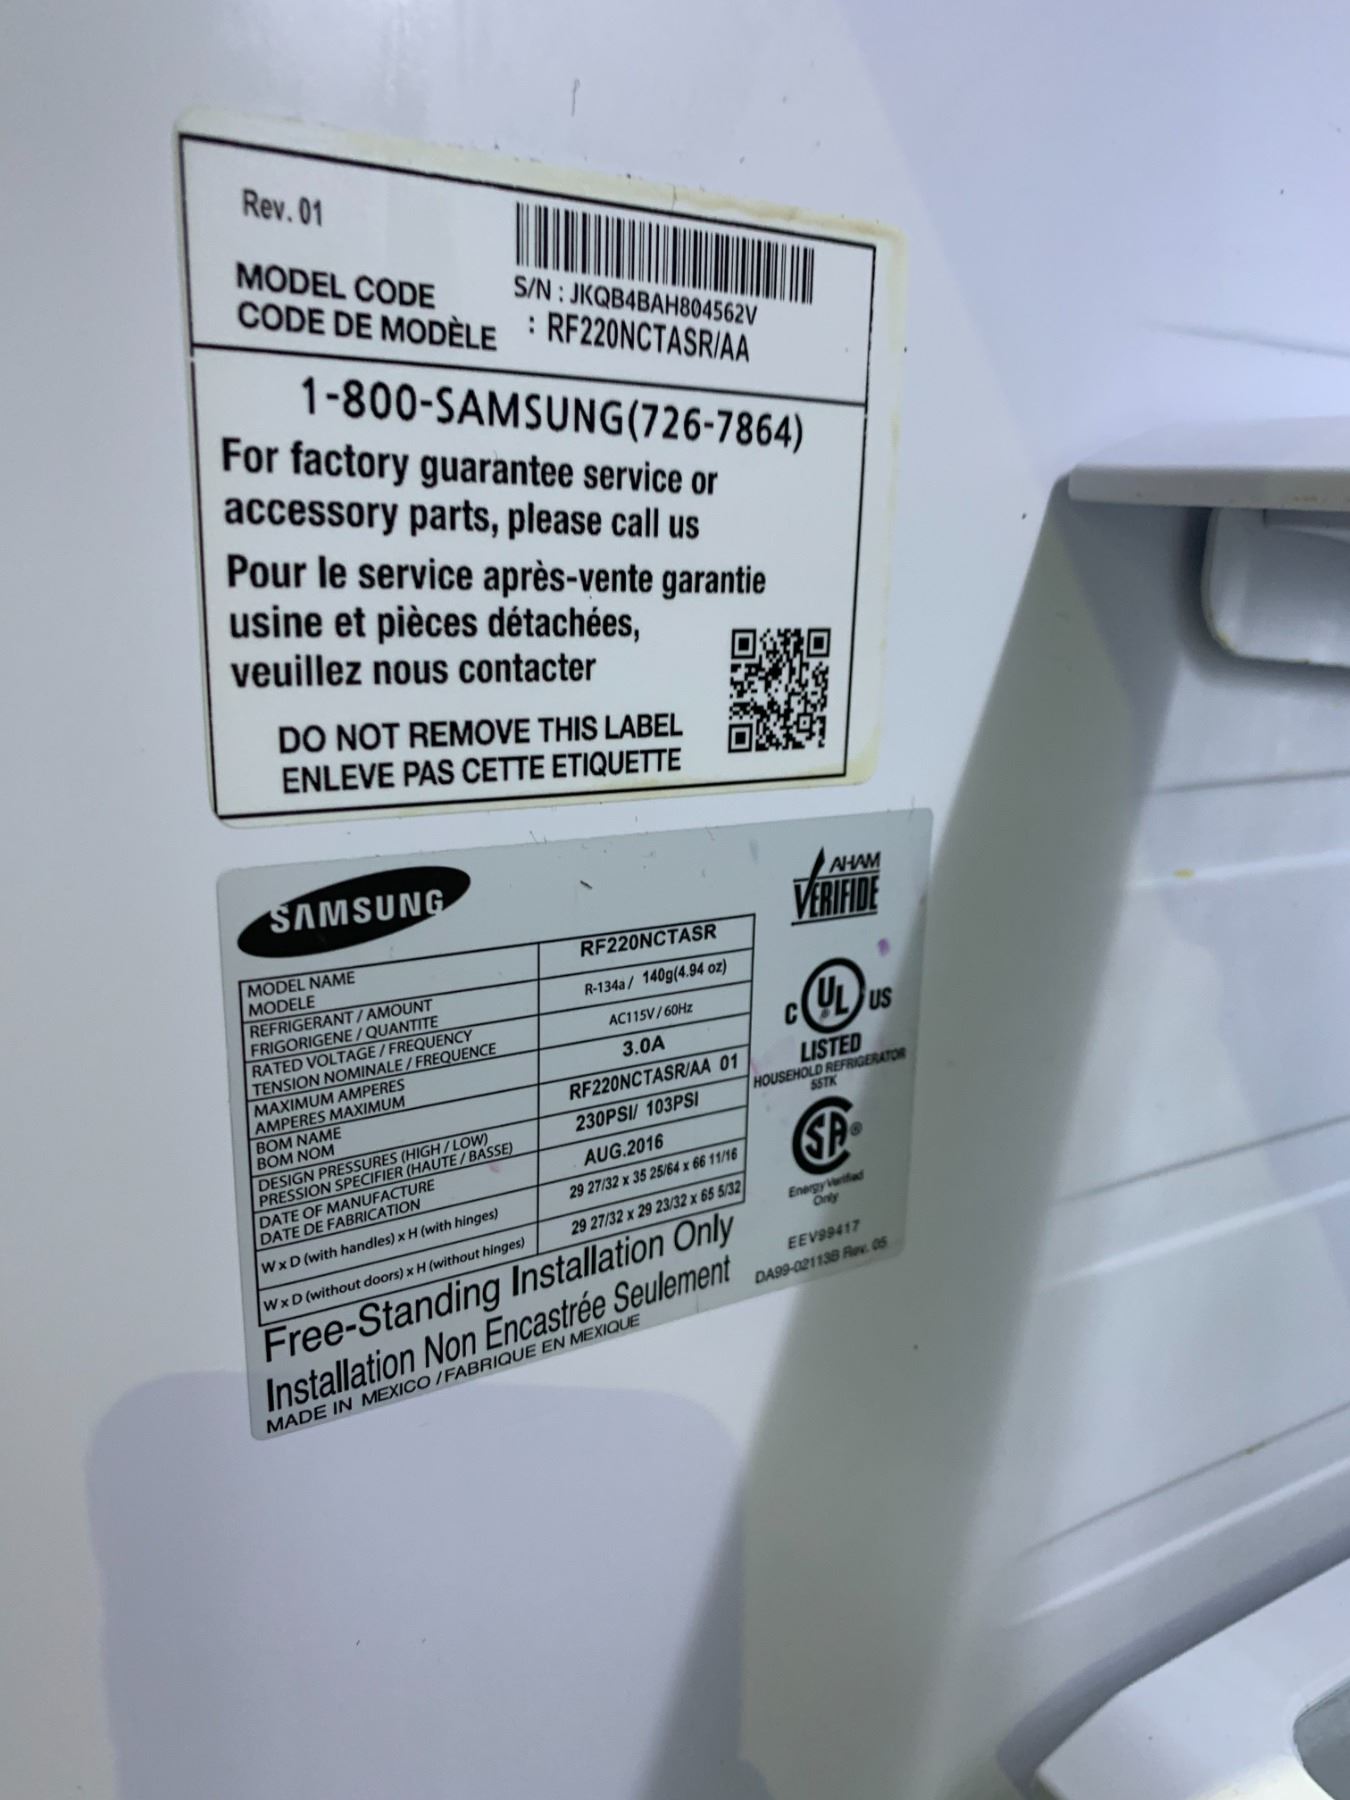 Rev. 01
S/N : JKQB4BAH804562V
MODEL CODE
CODE DE MODÈLE : RF220NCTASR/AA
1-800-SAMSUNG(726-7864)
For factory guarantee service or
accessory parts, please call us
Pour le service après-vente garantie
usine et pièces détachées,
veuillez nous contacter
DO NOT REMOVE THIS LABEL
ENLEVE PAS CETTE ETIQUETTE
SAMSUNG
AHAM
VERIFIDE
MODEL NAME
MODELE
RF220NCTASR
REFRIGERANT / AMOUNT
FRIGORIGENE / QUANTITE
R-134a / 140g(4.94 oz)
RATED VOLTAGE / FREQUENCY
TENSION NOMINALE / FREQUENCE
AC115V / 60Hz
MAXIMUM AMPERES
AMPERES MAXIMUM
3.0A
BOM NAME
BOM NOM
RF220NCTASR/AA 01
DESIGN PRESSURES (HIGH / LOW)
PRESSION SPECIFIER (HAUTE / BASSE)
230PSI/ 103PSI
DATE OF MANUFACTURE
DATE DE FABRICATION
AUG.2016
W x D (with handles) x H (with hinges)
29 27/32 x 35 25/64 x 66 11/16
W x D (without doors) x H (without hinges)
29 27/32 x 29 23/32 x 65 5/32
C UL US
®
LISTED
HOUSEHOLD REFRIGERATOR
55TK
SA ®
Energy Verified
Only
EEV99417
DA99-02113B Rev. 05
Free-Standing Installation Only
Installation Non Encastrée Seulement
MADE IN MEXICO / FABRIQUE EN MEXIQUE